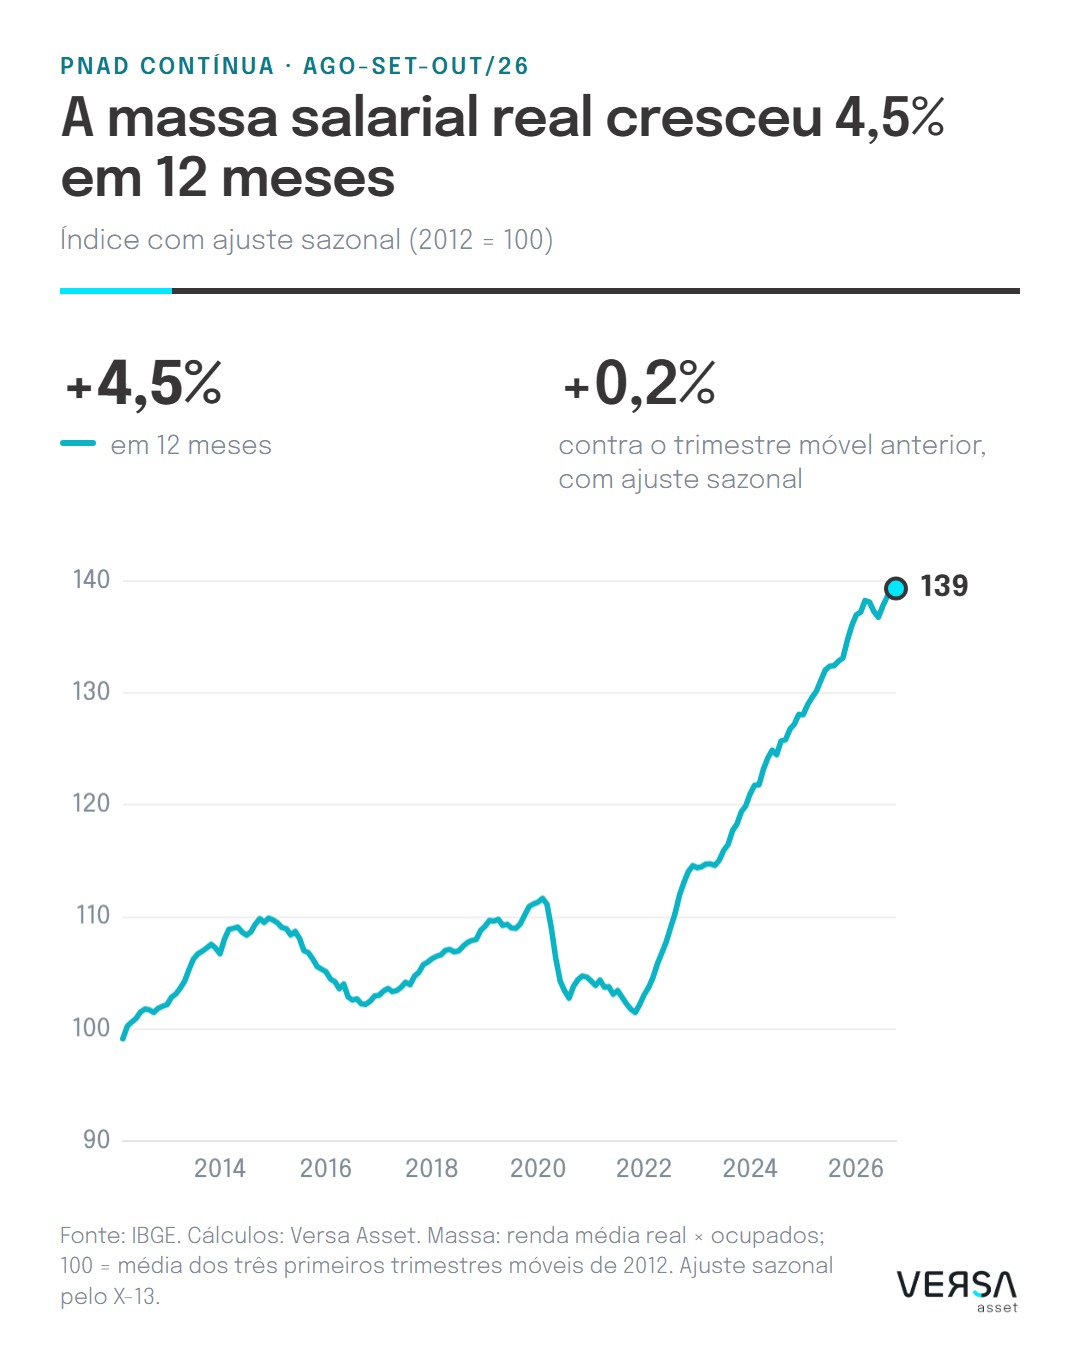 PNAD CONTÍNUA · AGO-SET-OUT/26
A massa salarial real cresceu 4,5%
em 12 meses
Índice com ajuste sazonal (2012 = 100)
+4,5%
em 12 meses
+0,2%
contra o trimestre móvel anterior,
com ajuste sazonal
140
139
130
120
110
100
90
2014 2016 2018 2020 2022 2024 2026
Fonte: IBGE. Cálculos: Versa Asset. Massa: renda média real × ocupados;
100 = média dos três primeiros trimestres móveis de 2012. Ajuste sazonal
pelo X-13.
VERSA
asset